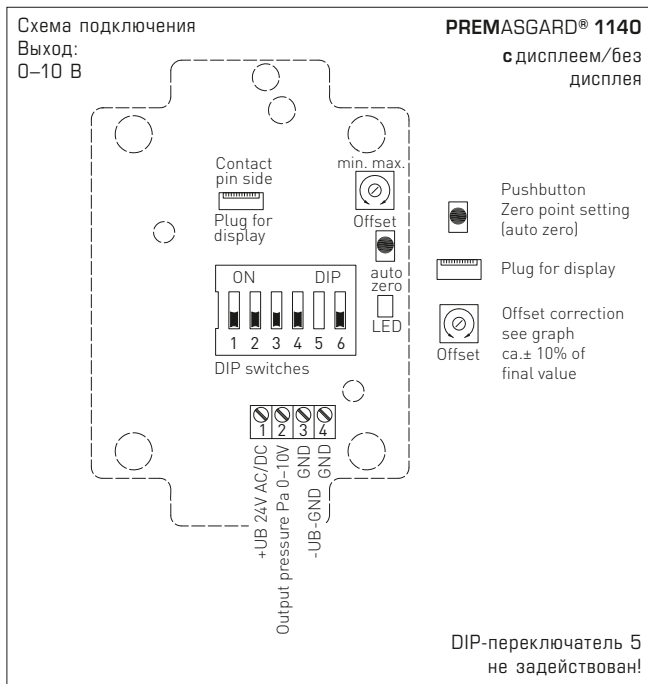 Схема подключения
Выход:
0–10 В
PREMASGARD® 1140
с дисплеем/без
дисплея
Contact
pin side
Plug for
display
min. max.
Offset
auto
zero
LED
ON DIP
1 2 3 4 5 6
DIP switches
1 2 3 4
+UB 24V AC/DC
Output pressure Pa 0–10V
GND
-UB-GND
GND
Pushbutton
Zero point setting
(auto zero)
Plug for display
Offset
Offset correction
see graph
ca.± 10% of
final value
DIP-переключатель 5
не задействован!